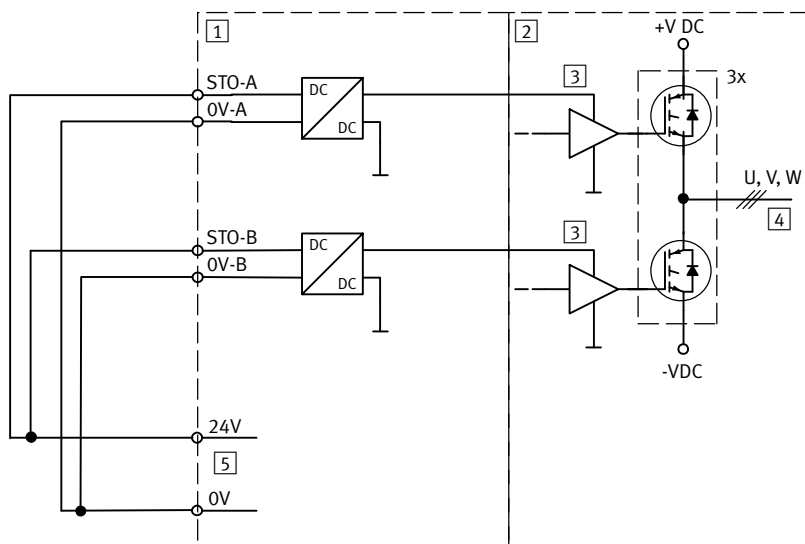 1
2
+V DC
STO-A
3
3x
DC
0V-A
DC
U, V, W
4
STO-B
3
DC
0V-B
DC
-VDC
24V
5
0V